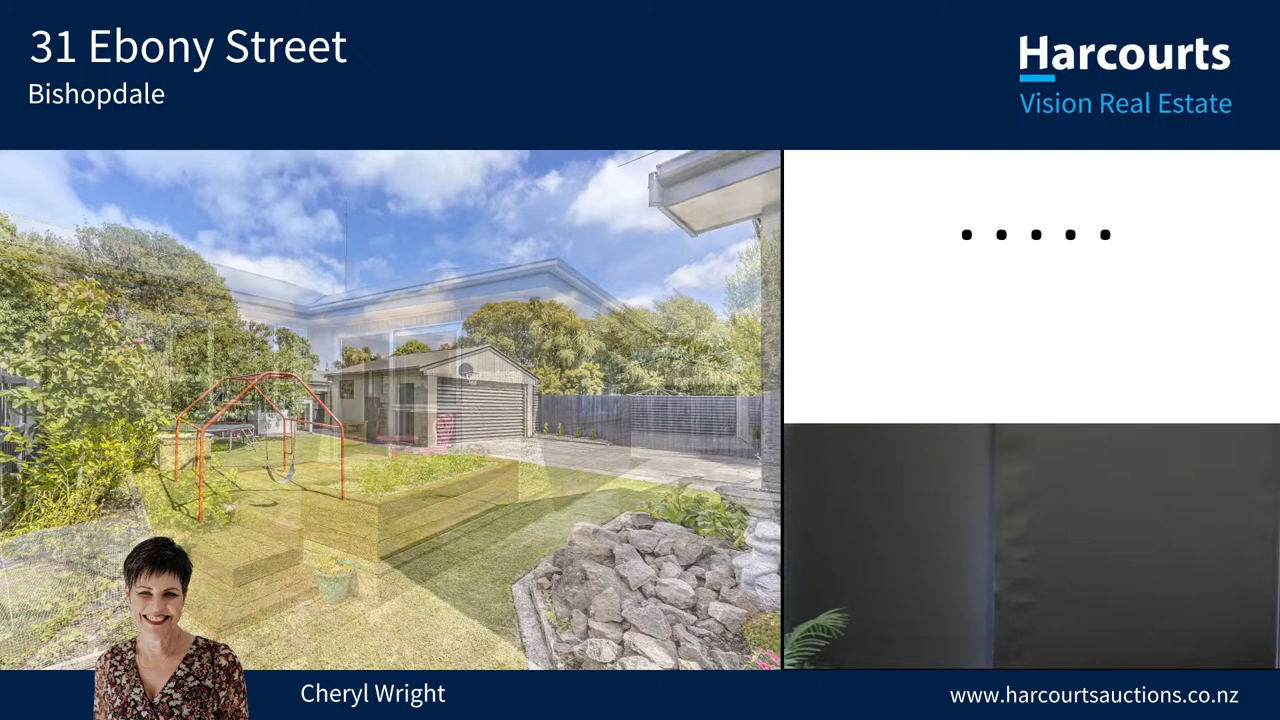 31 Ebony Street
Bishopdale
Harcourts
Vision Real Estate
.....
Cheryl Wright
www.harcourtsauctions.co.nz